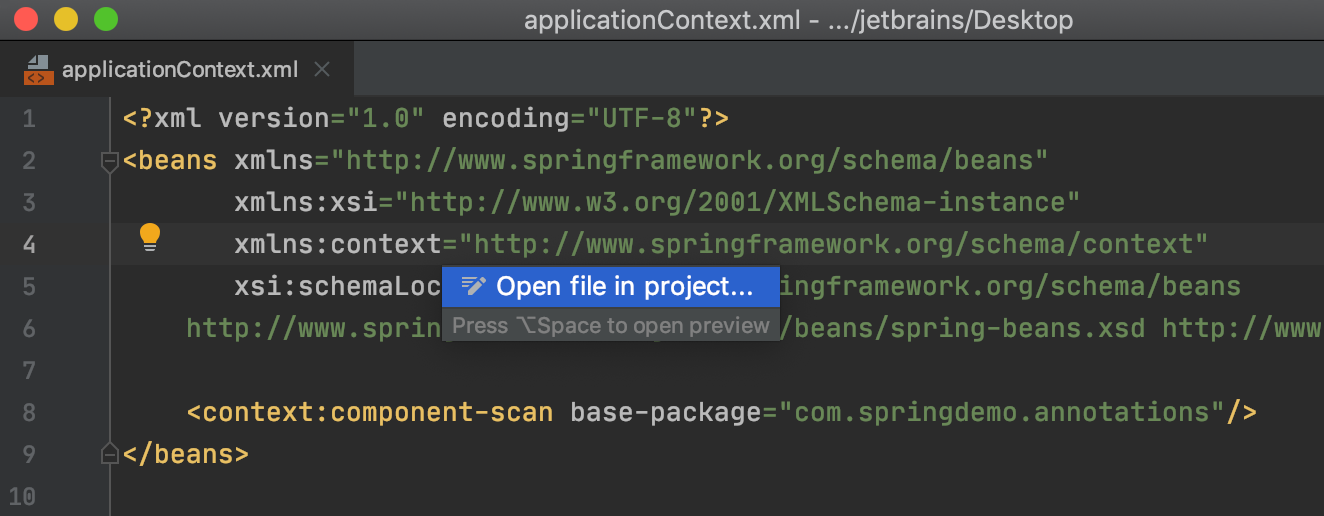 applicationContext.xml - .../jetbrains/Desktop
applicationContext.xml
1 <?xml version="1.0" encoding="UTF-8"?>
2 <beans xmlns="http://www.springframework.org/schema/beans"
3 xmlns:xsi="http://www.w3.org/2001/XMLSchema-instance"
4 xmlns:context="http://www.springframework.org/schema/context"
5 xsi:schemaLoc ingframework.org/schema/beans
Open file in project...
6 http://www.sprin /beans/spring-beans.xsd http://www
Press ⌥Space to open preview
7
8 <context:component-scan base-package="com.springdemo.annotations"/>
9 </beans>
10